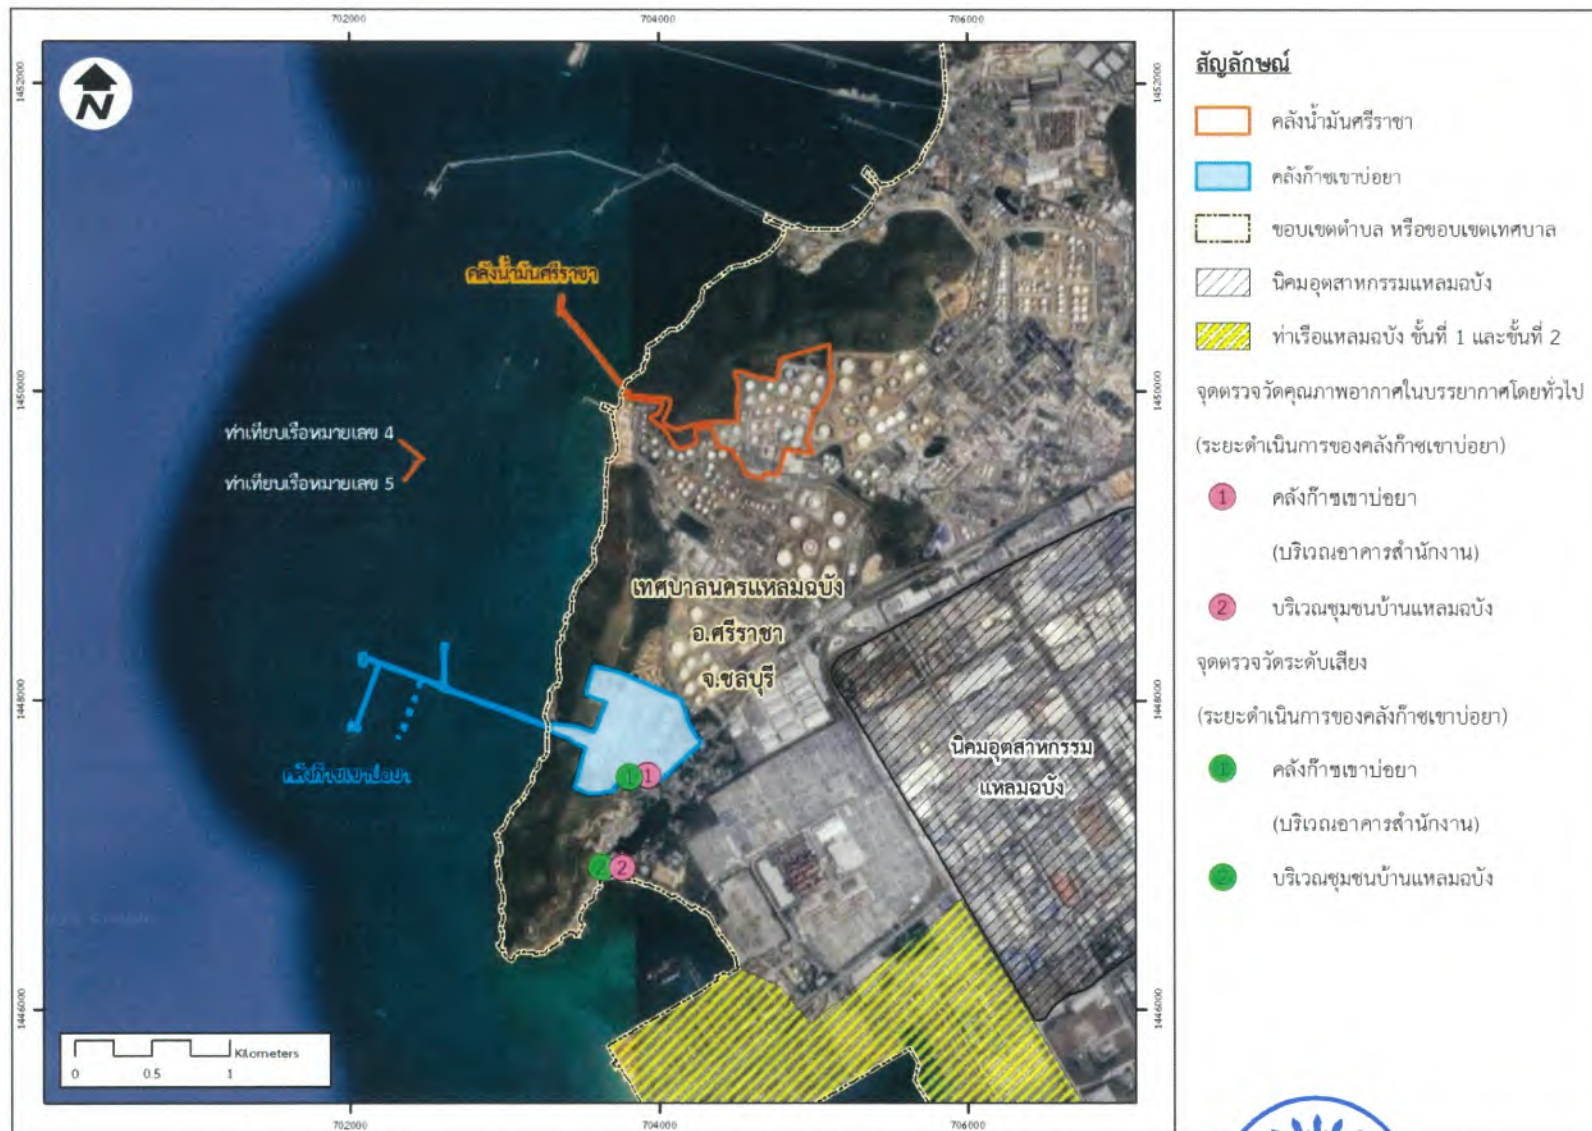 702000
704000
706000
1452000
1452000
N
คลังน้ำมันศรีราชา
1450000
1450000
ท่าเทียบเรือหมายเลข 4
ท่าเทียบเรือหมายเลข 5
เทศบาลนครแหลมฉบัง
อ.ศรีราชา
จ.ชลบุรี
1448000
1448000
นิคมอุตสาหกรรม
แหลมฉบัง
คลังก๊าซเขาบ่อยา
1 1
2 2
1446000
1446000
Kilometers
0 0.5 1
702000
704000
706000
สัญลักษณ์
คลังน้ำมันศรีราชา
คลังก๊าซเขาบ่อยา
ขอบเขตตำบล หรือขอบเขตเทศบาล
นิคมอุตสาหกรรมแหลมฉบัง
ท่าเรือแหลมฉบัง ขั้นที่ 1 และขั้นที่ 2
จุดตรวจวัดคุณภาพอากาศในบรรยากาศโดยทั่วไป
(ระยะดำเนินการของคลังก๊าซเขาบ่อยา)
1 คลังก๊าซเขาบ่อยา
(บริเวณอาคารสำนักงาน)
2 บริเวณชุมชนบ้านแหลมฉบัง
จุดตรวจวัดระดับเสียง
(ระยะดำเนินการของคลังก๊าซเขาบ่อยา)
1 คลังก๊าซเขาบ่อยา
(บริเวณอาคารสำนักงาน)
2 บริเวณชุมชนบ้านแหลมฉบัง